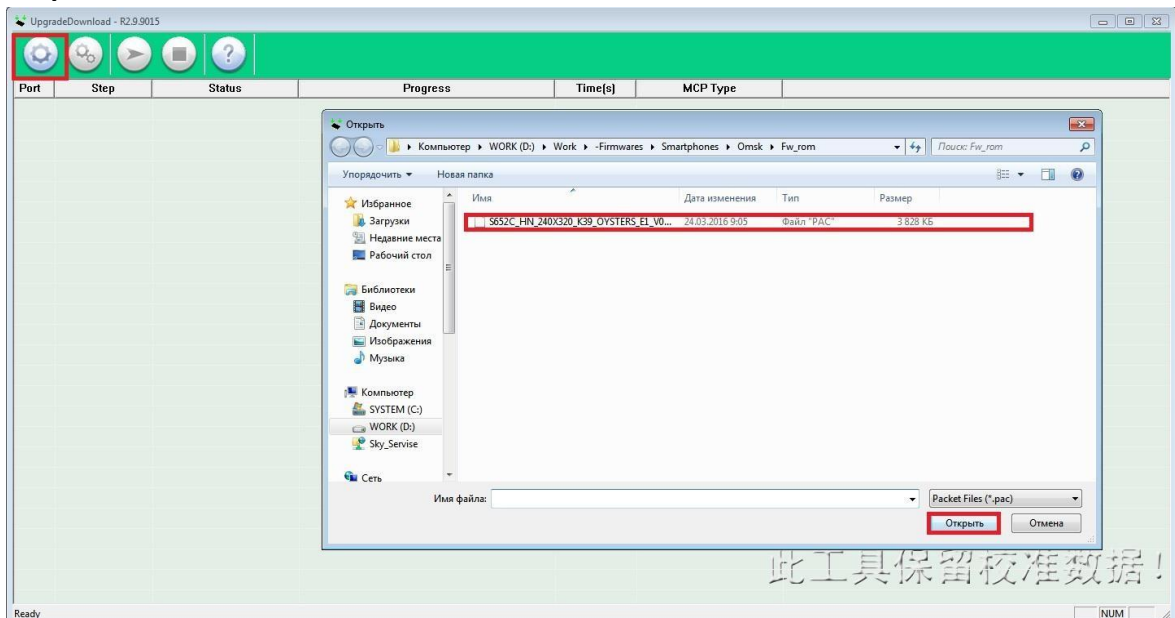 UpgradeDownload - R2.9.9015
Port Step Status Progress Time(s) MCP Type
Открыть
Компьютер WORK (D:) Work -Firmwares Smartphones Omsk Fw_rom Поиск: Fw_rom
Упорядочить Новая папка
Имя Дата изменения Тип Размер
S652C_HN_240X320_K39_OYSTERS_E1_V0... 24.03.2016 9:05 Файл "PAC" 3 828 КБ
Избранное
Загрузки
Недавние места
Рабочий стол
Библиотеки
Видео
Документы
Изображения
Музыка
Компьютер
SYSTEM (C:)
WORK (D:)
Sky_Servise
Сеть
Имя файла: Packet Files (*.pac)
Открыть Отмена
此工具保留校准数据!
Ready NUM